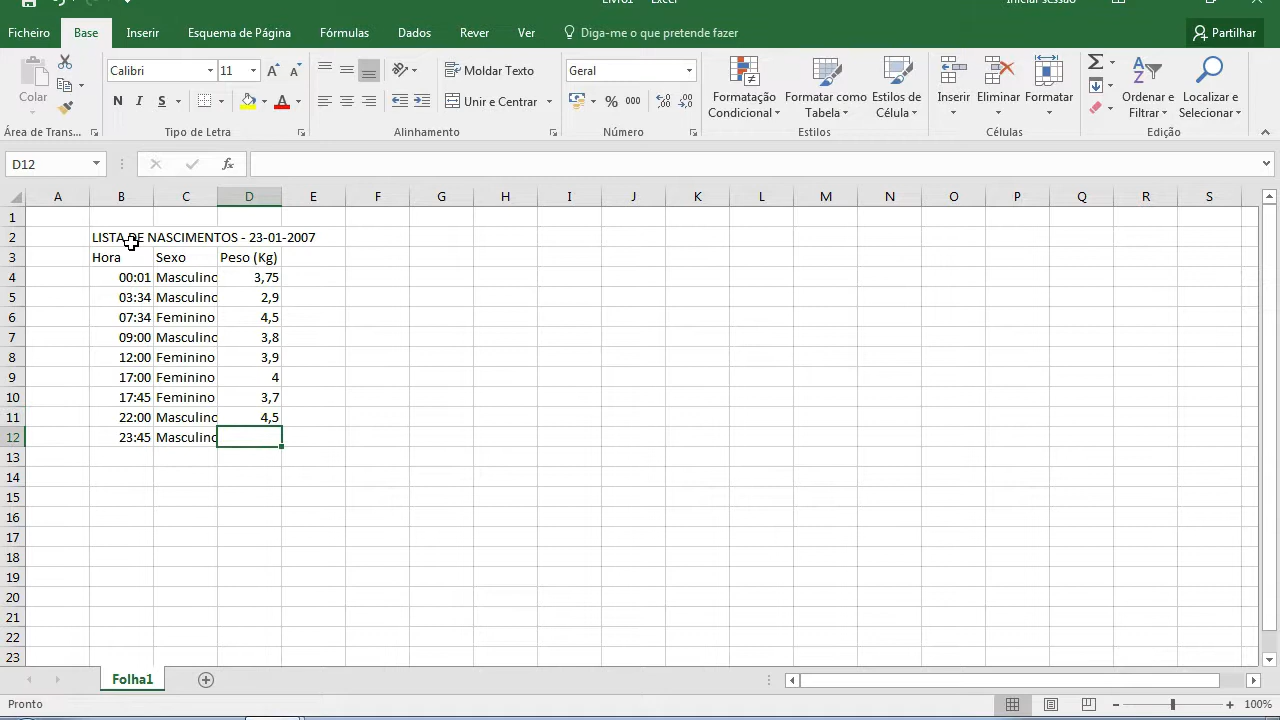 Livro1 - Excel
Iniciar sessão
Ficheiro Base Inserir Esquema de Página Fórmulas Dados Rever Ver Diga-me o que pretende fazer Partilhar
Colar
Calibri 11
N I S
Moldar Texto
Unir e Centrar
Geral
% 000
Formatação Condicional
Formatar como Tabela
Estilos de Célula
Inserir Eliminar Formatar
Ordenar e Filtrar
Localizar e Selecionar
Área de Trans... Tipo de Letra Alinhamento Número Estilos Células Edição
D12 fx
A B C D E F G H I J K L M N O P Q R S
1
2 LISTA DE NASCIMENTOS - 23-01-2007
3 Hora Sexo Peso (Kg)
4 00:01 Masculino 3,75
5 03:34 Masculino 2,9
6 07:34 Feminino 4,5
7 09:00 Masculino 3,8
8 12:00 Feminino 3,9
9 17:00 Feminino 4
10 17:45 Feminino 3,7
11 22:00 Masculino 4,5
12 23:45 Masculino
13
14
15
16
17
18
19
20
21
22
23
Folha1
Pronto 100%